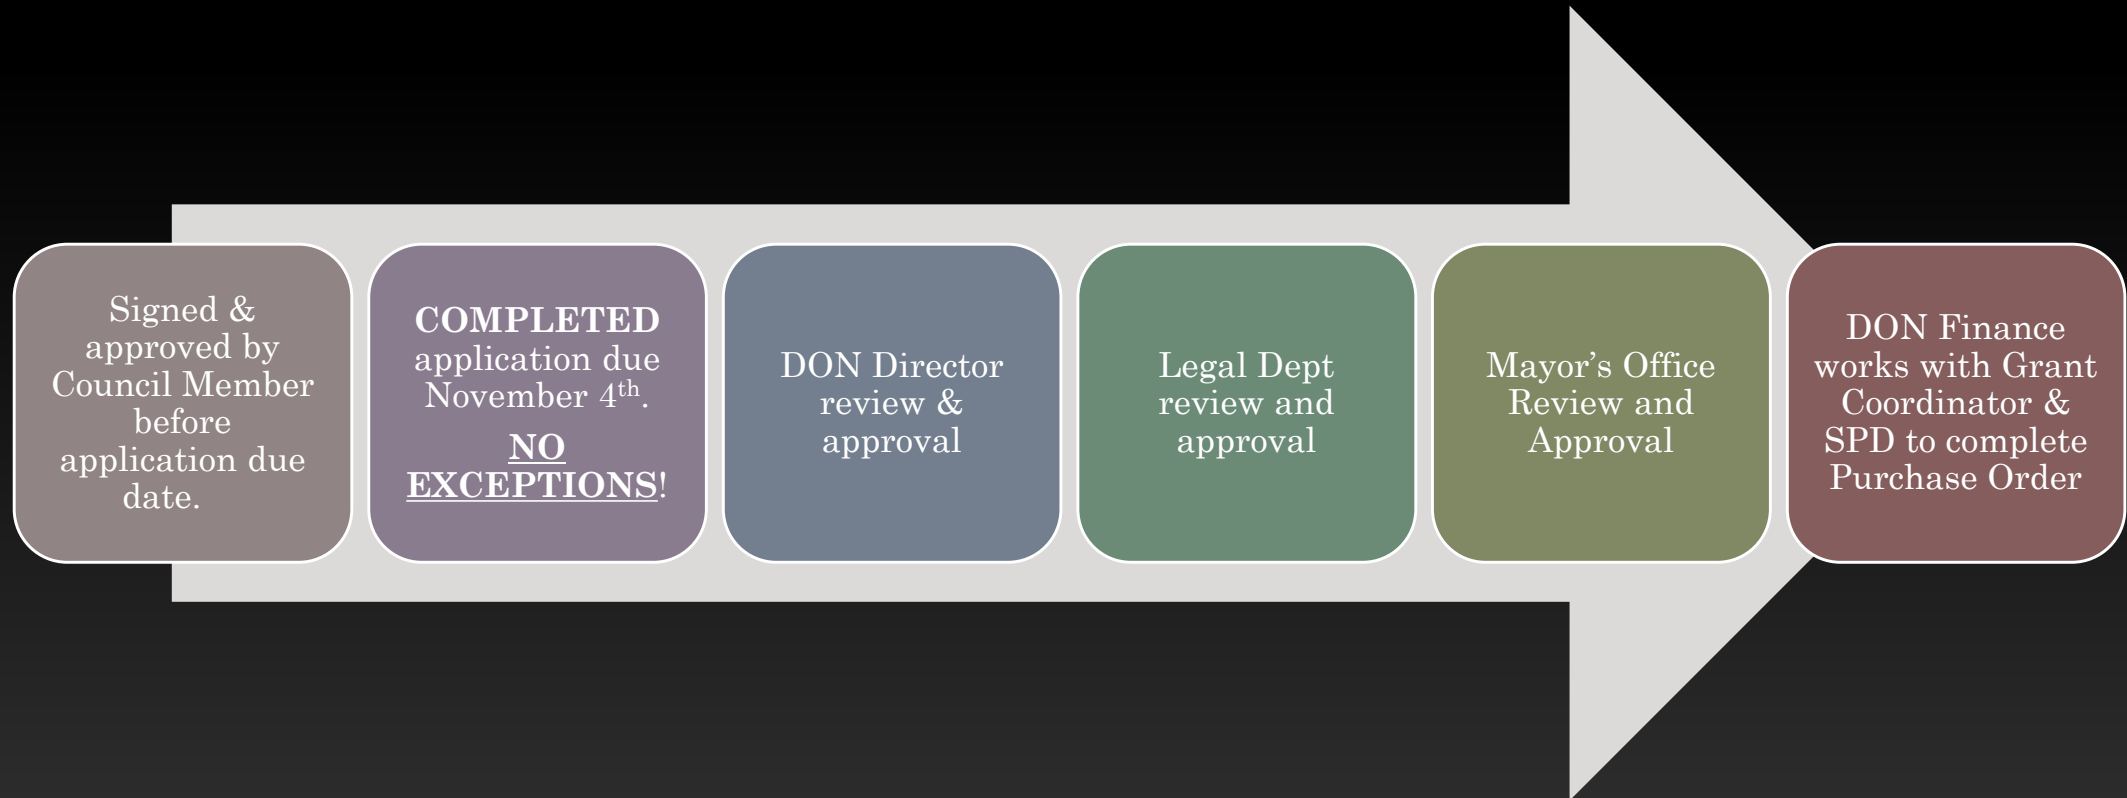 Signed &
approved by
Council Member
before
application due
date.
COMPLETED
application due
November 4th.
NO
EXCEPTIONS!
DON Director
review &
approval
Legal Dept
review and
approval
Mayor’s Office
Review and
Approval
DON Finance
works with Grant
Coordinator &
SPD to complete
Purchase Order